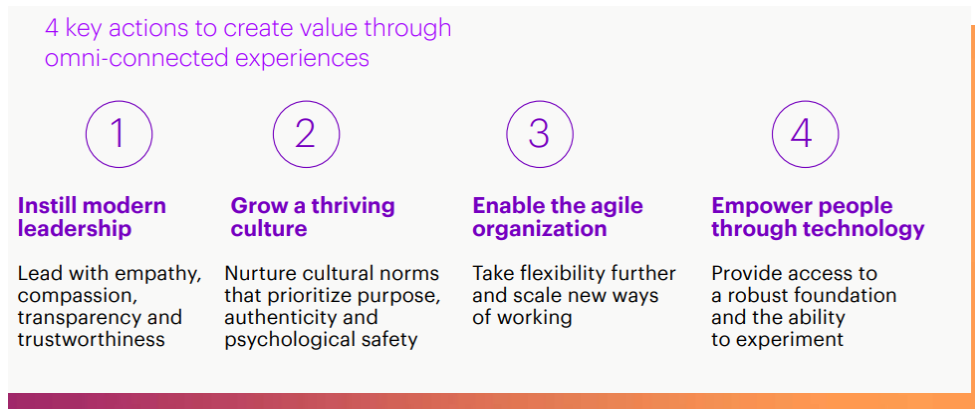 4 key actions to create value through
omni-connected experiences
1
Instill modern
leadership
Lead with empathy,
compassion,
transparency and
trustworthiness
2
Grow a thriving
culture
Nurture cultural norms
that prioritize purpose,
authenticity and
psychological safety
3
Enable the agile
organization
Take flexibility further
and scale new ways
of working
4
Empower people
through technology
Provide access to
a robust foundation
and the ability
to experiment